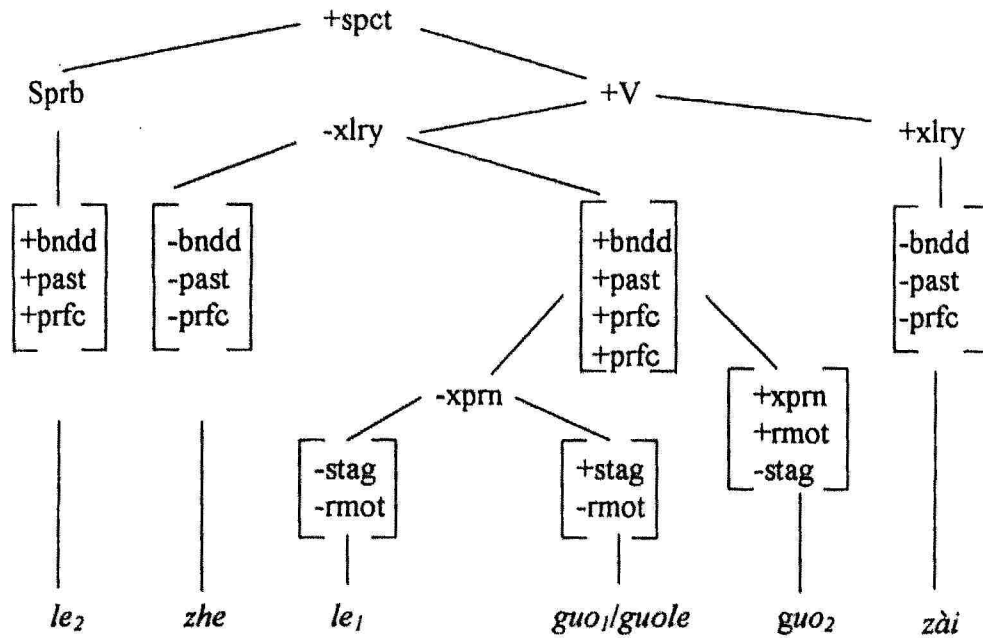 +spct
Sprb
+V
-xlry
+xlry
+bndd
+past
+prfc
-bndd
-past
-prfc
+bndd
+past
+prfc
+prfc
-bndd
-past
-prfc
-xprn
+xprn
+rmot
-stag
-stag
-rmot
+stag
-rmot
le₂ zhe le₁ guo₁/guole guo₂ zài